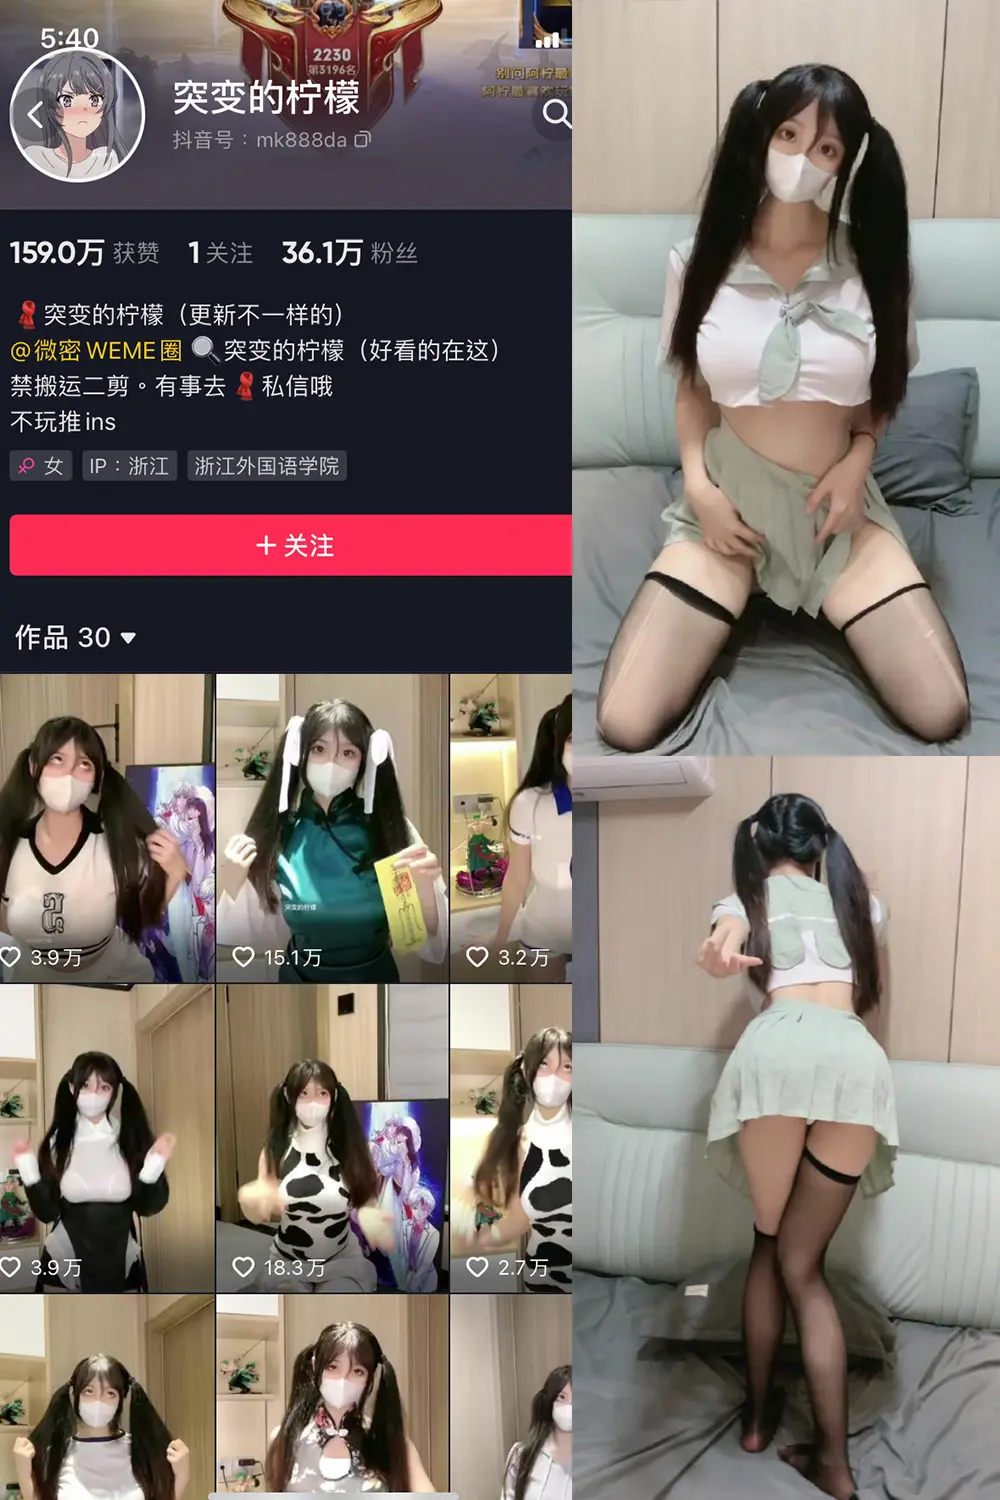 5:40
2230
第3196名
别问阿柠最
阿柠最喜欢玩
突变的柠檬
抖音号：mk888da
159.0万 获赞 1 关注 36.1万 粉丝
突变的柠檬（更新不一样的）
@微密 WEME圈 🔍突变的柠檬（好看的在这）
禁搬运二剪。有事去 🧣私信哦
不玩推 ins
女 IP：浙江 浙江外国语学院
+ 关注
作品 30
突变的柠檬
3.9万 15.1万 3.2万
3.9万 18.3万 2.7万